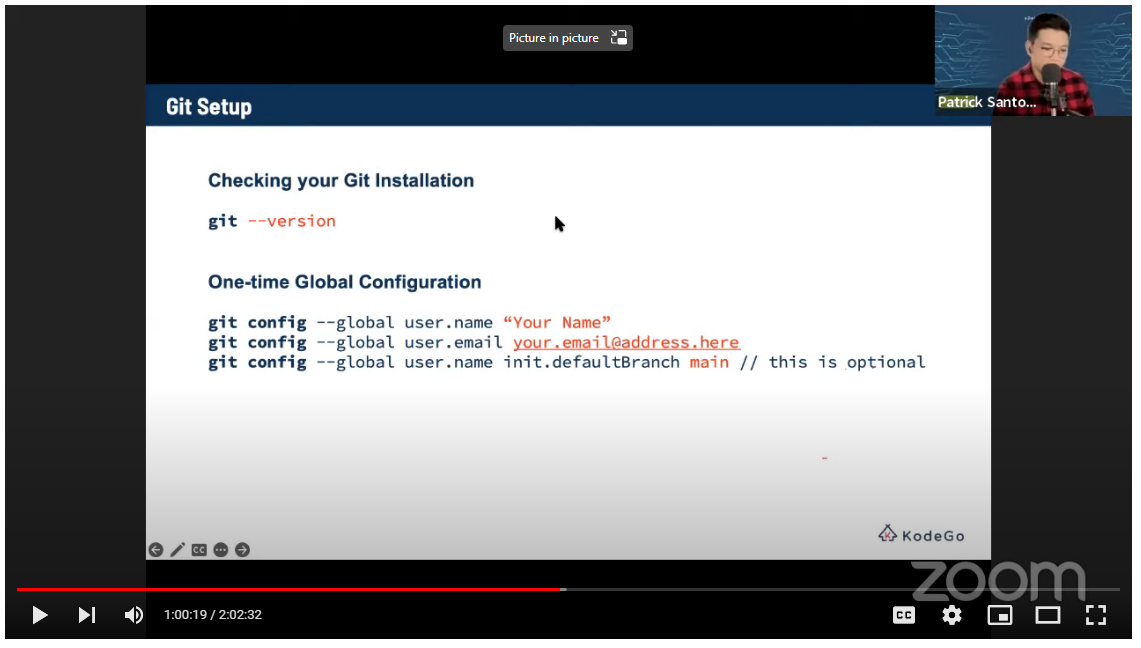 Picture in picture
Patrick Santo...
Git Setup
Checking your Git Installation
git --version
One-time Global Configuration
git config --global user.name “Your Name”
git config --global user.email your.email@address.here
git config --global user.name init.defaultBranch main // this is optional
KodeGo
CC
zoom
1:00:19 / 2:02:32
CC